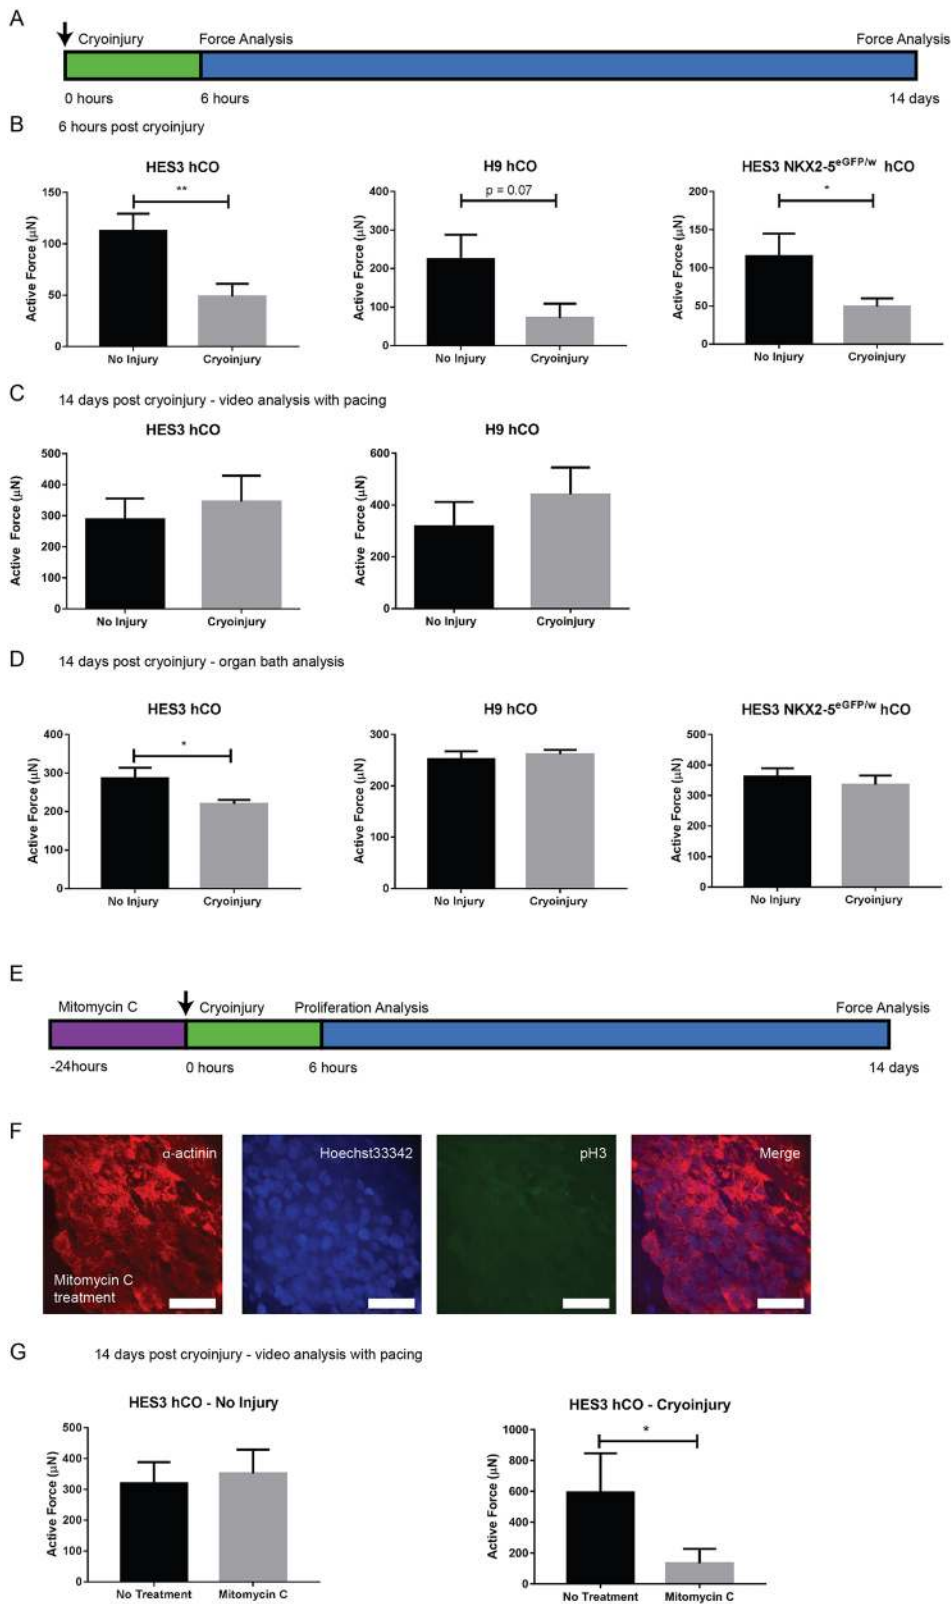 A
Cryoinjury Force Analysis Force Analysis
0 hours 6 hours 14 days
B 6 hours post cryoinjury
HES3 hCO
Active Force (µN)
150
100
50
0
**
No Injury Cryoinjury
H9 hCO
Active Force (µN)
400
300
200
100
0
p = 0.07
No Injury Cryoinjury
HES3 NKX2-5eGFP/w hCO
Active Force (µN)
200
150
100
50
0
*
No Injury Cryoinjury
C 14 days post cryoinjury - video analysis with pacing
HES3 hCO
Active Force (µN)
500
400
300
200
100
0
No Injury Cryoinjury
H9 hCO
Active Force (µN)
600
400
200
0
No Injury Cryoinjury
D 14 days post cryoinjury - organ bath analysis
HES3 hCO
Active Force (µN)
400
300
200
100
0
*
No Injury Cryoinjury
H9 hCO
Active Force (µN)
300
200
100
0
No Injury Cryoinjury
HES3 NKX2-5eGFP/w hCO
Active Force (µN)
500
400
300
200
100
0
No Injury Cryoinjury
E
Mitomycin C Cryoinjury Proliferation Analysis Force Analysis
-24hours 0 hours 6 hours 14 days
F
α-actinin
Mitomycin C
treatment
Hoechst33342
pH3
Merge
G 14 days post cryoinjury - video analysis with pacing
HES3 hCO - No Injury
Active Force (µN)
500
400
300
200
100
0
No Treatment Mitomycin C
HES3 hCO - Cryoinjury
Active Force (µN)
1000
800
600
400
200
0
*
No Treatment Mitomycin C